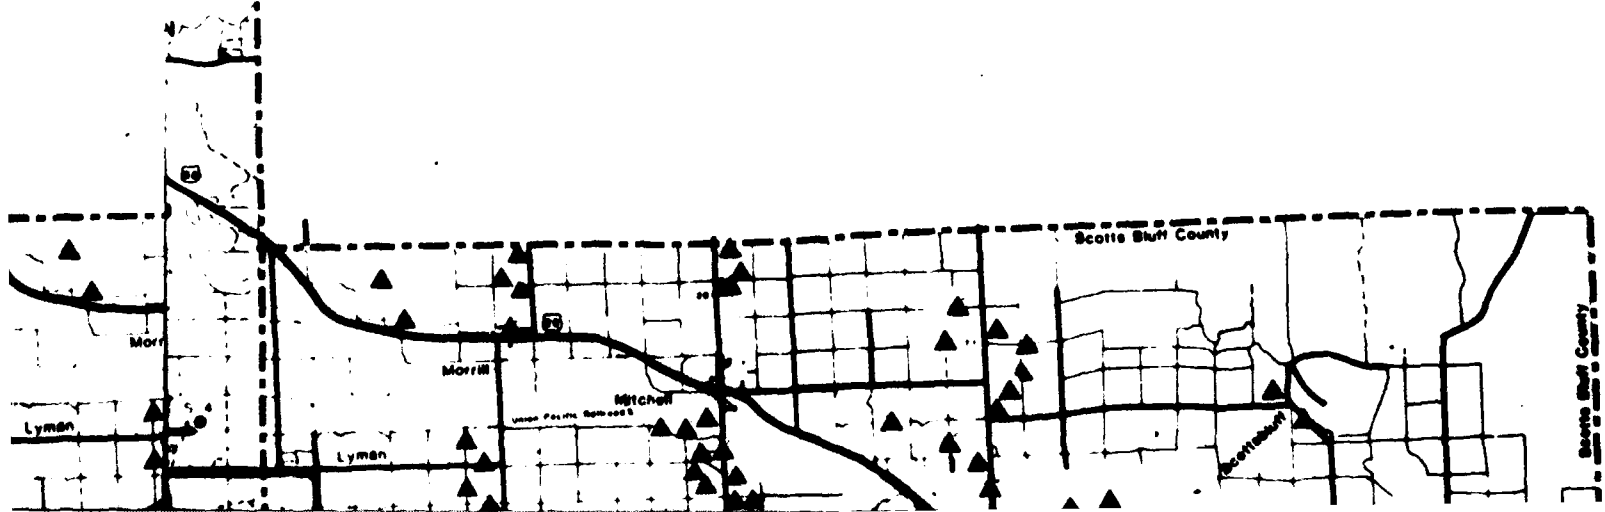 Scotts Bluff County
Scotts Bluff County
Morr
Morrill
Mitchell
Union Pacific Railroad
Scottsbluff
Lyman
Lyman